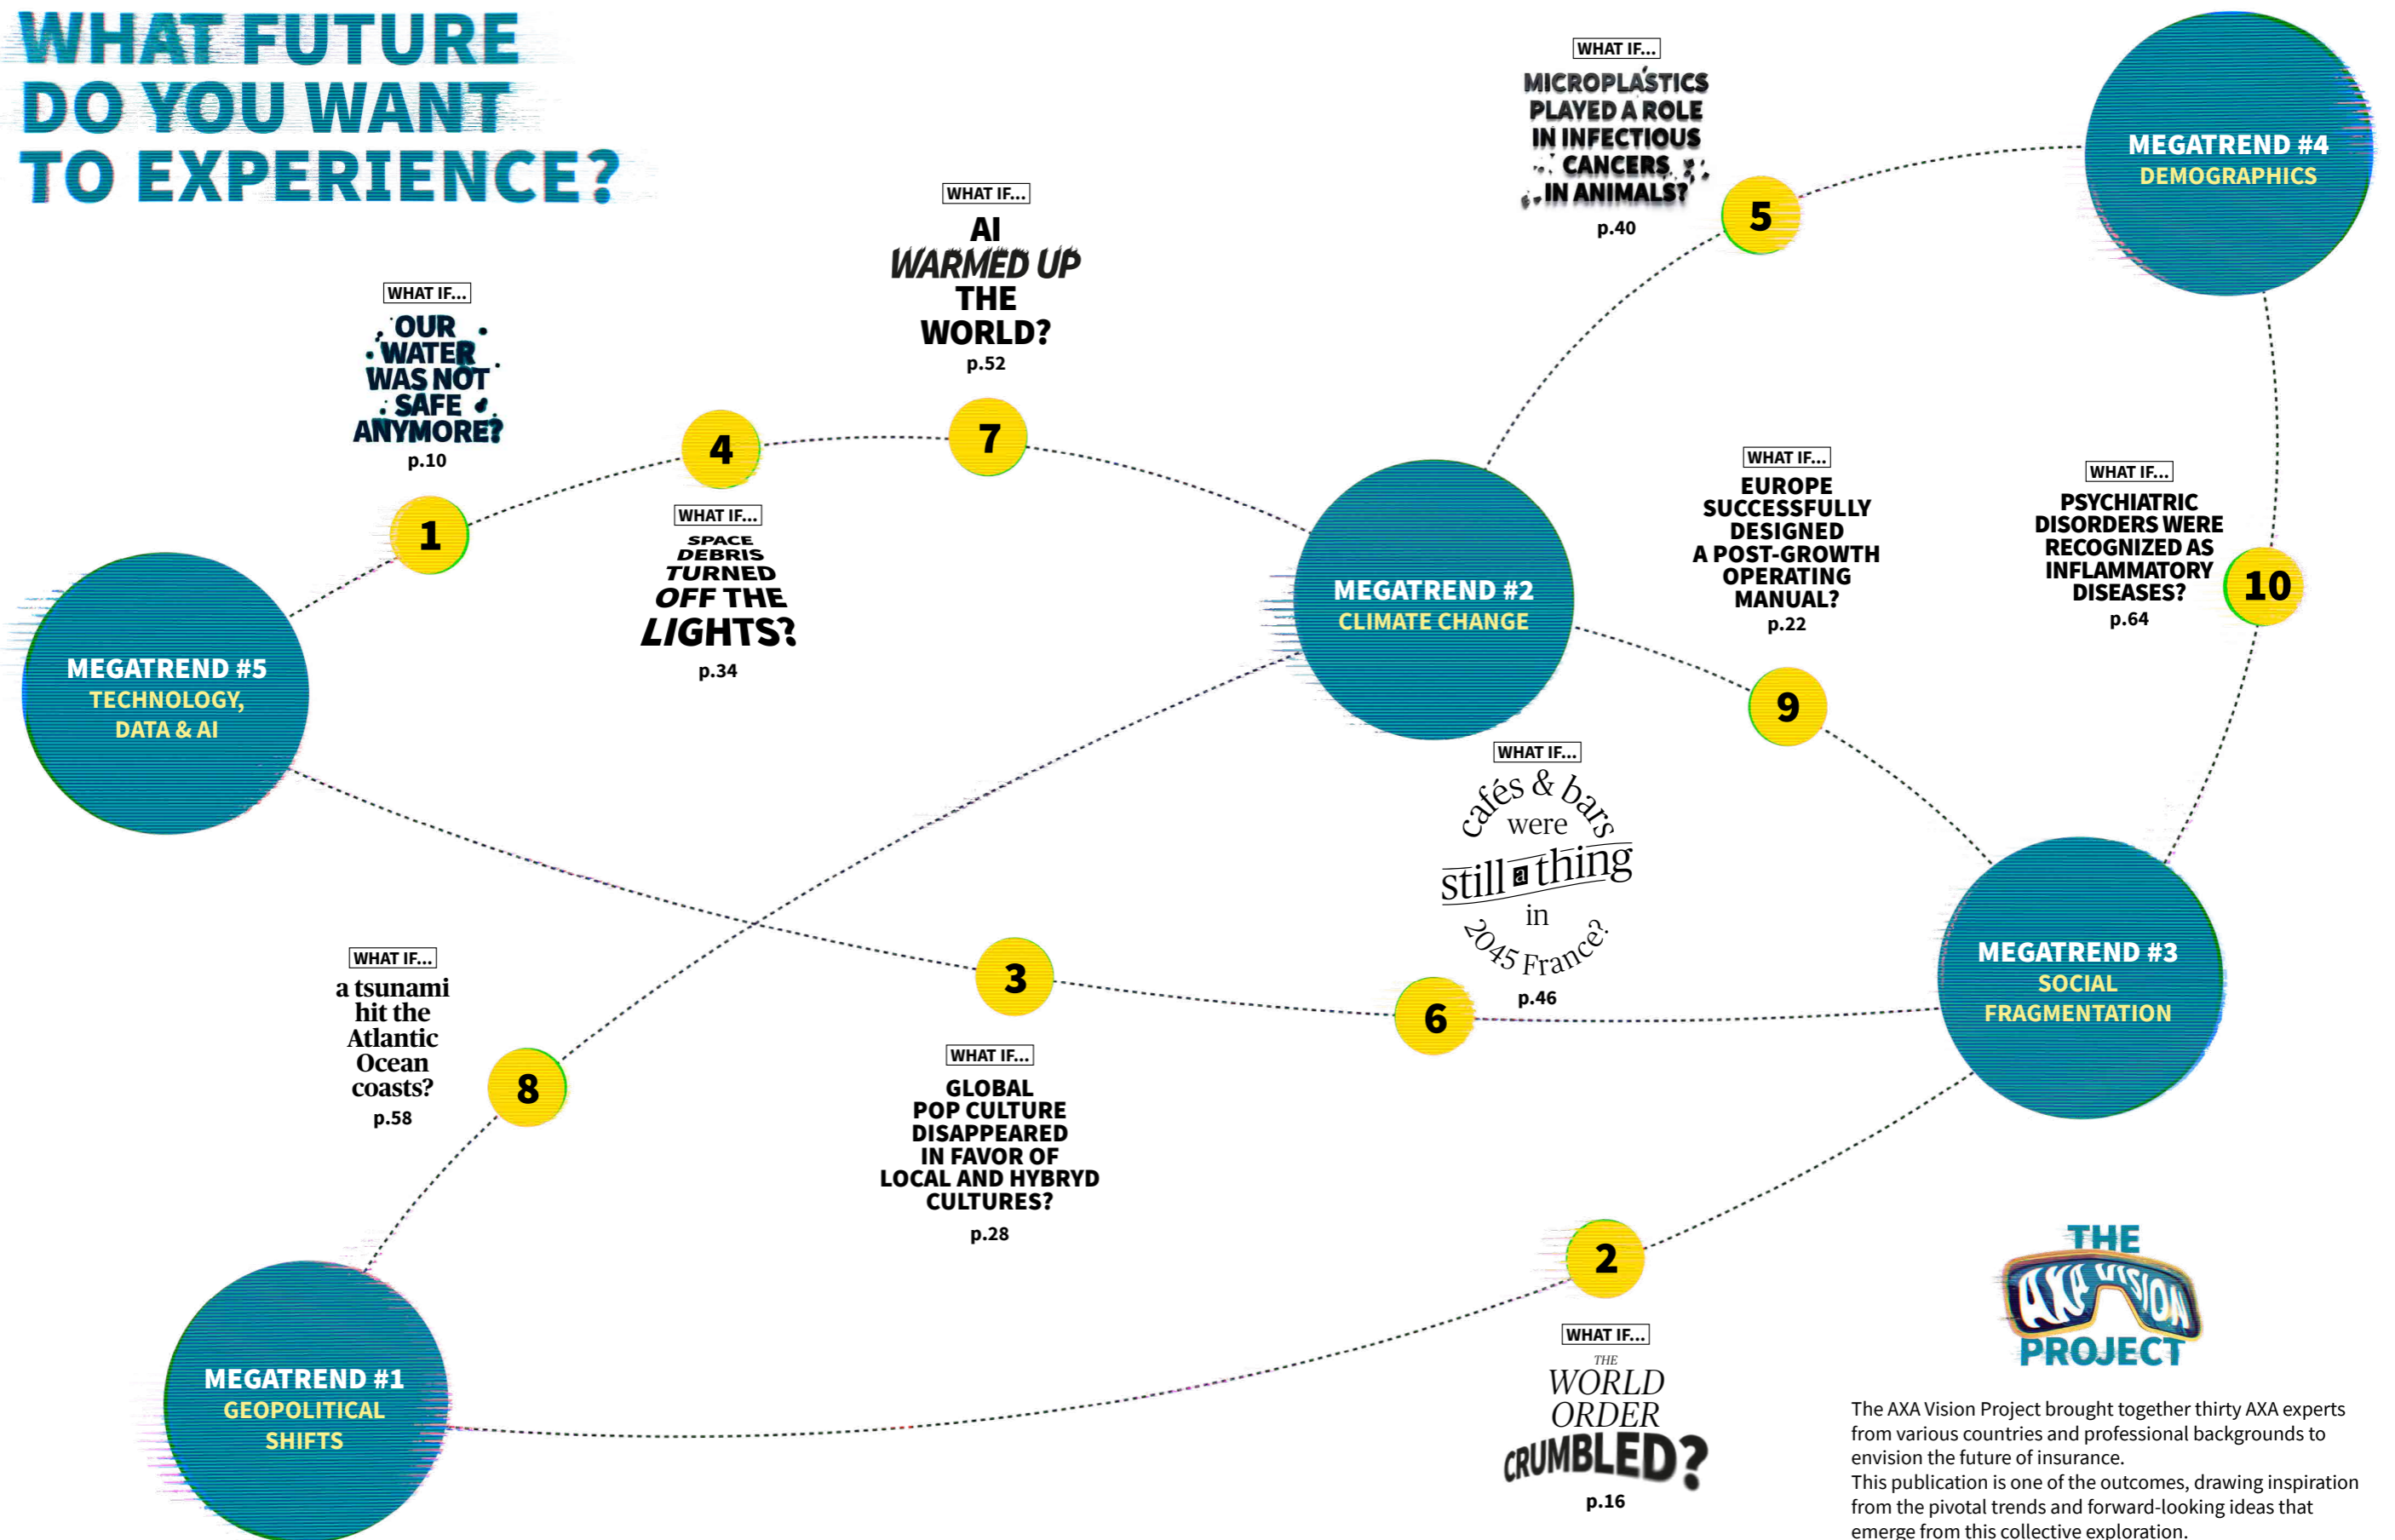 WHAT FUTURE
DO YOU WANT
TO EXPERIENCE?
WHAT IF...
MICROPLASTICS
PLAYED A ROLE
IN INFECTIOUS
CANCERS
IN ANIMALS?
p.40
5
MEGATREND #4
DEMOGRAPHICS
WHAT IF...
AI
WARMED UP
THE
WORLD?
p.52
7
WHAT IF...
OUR
WATER
WAS NOT
SAFE
ANYMORE?
p.10
1
4
WHAT IF...
SPACE
DEBRIS
TURNED
OFF THE
LIGHTS?
p.34
MEGATREND #2
CLIMATE CHANGE
WHAT IF...
EUROPE
SUCCESSFULLY
DESIGNED
A POST-GROWTH
OPERATING
MANUAL?
p.22
9
WHAT IF...
PSYCHIATRIC
DISORDERS WERE
RECOGNIZED AS
INFLAMMATORY
DISEASES?
p.64
10
MEGATREND #5
TECHNOLOGY,
DATA & AI
WHAT IF...
cafés & bars
were
still a thing
in
2045 France?
p.46
6
MEGATREND #3
SOCIAL
FRAGMENTATION
WHAT IF...
a tsunami
hit the
Atlantic
Ocean
coasts?
p.58
8
3
WHAT IF...
GLOBAL
POP CULTURE
DISAPPEARED
IN FAVOR OF
LOCAL AND HYBRYD
CULTURES?
p.28
2
WHAT IF...
THE
WORLD
ORDER
CRUMBLED?
p.16
MEGATREND #1
GEOPOLITICAL
SHIFTS
THE
AXA VISION
PROJECT
The AXA Vision Project brought together thirty AXA experts
from various countries and professional backgrounds to
envision the future of insurance.
This publication is one of the outcomes, drawing inspiration
from the pivotal trends and forward-looking ideas that
emerge from this collective exploration.